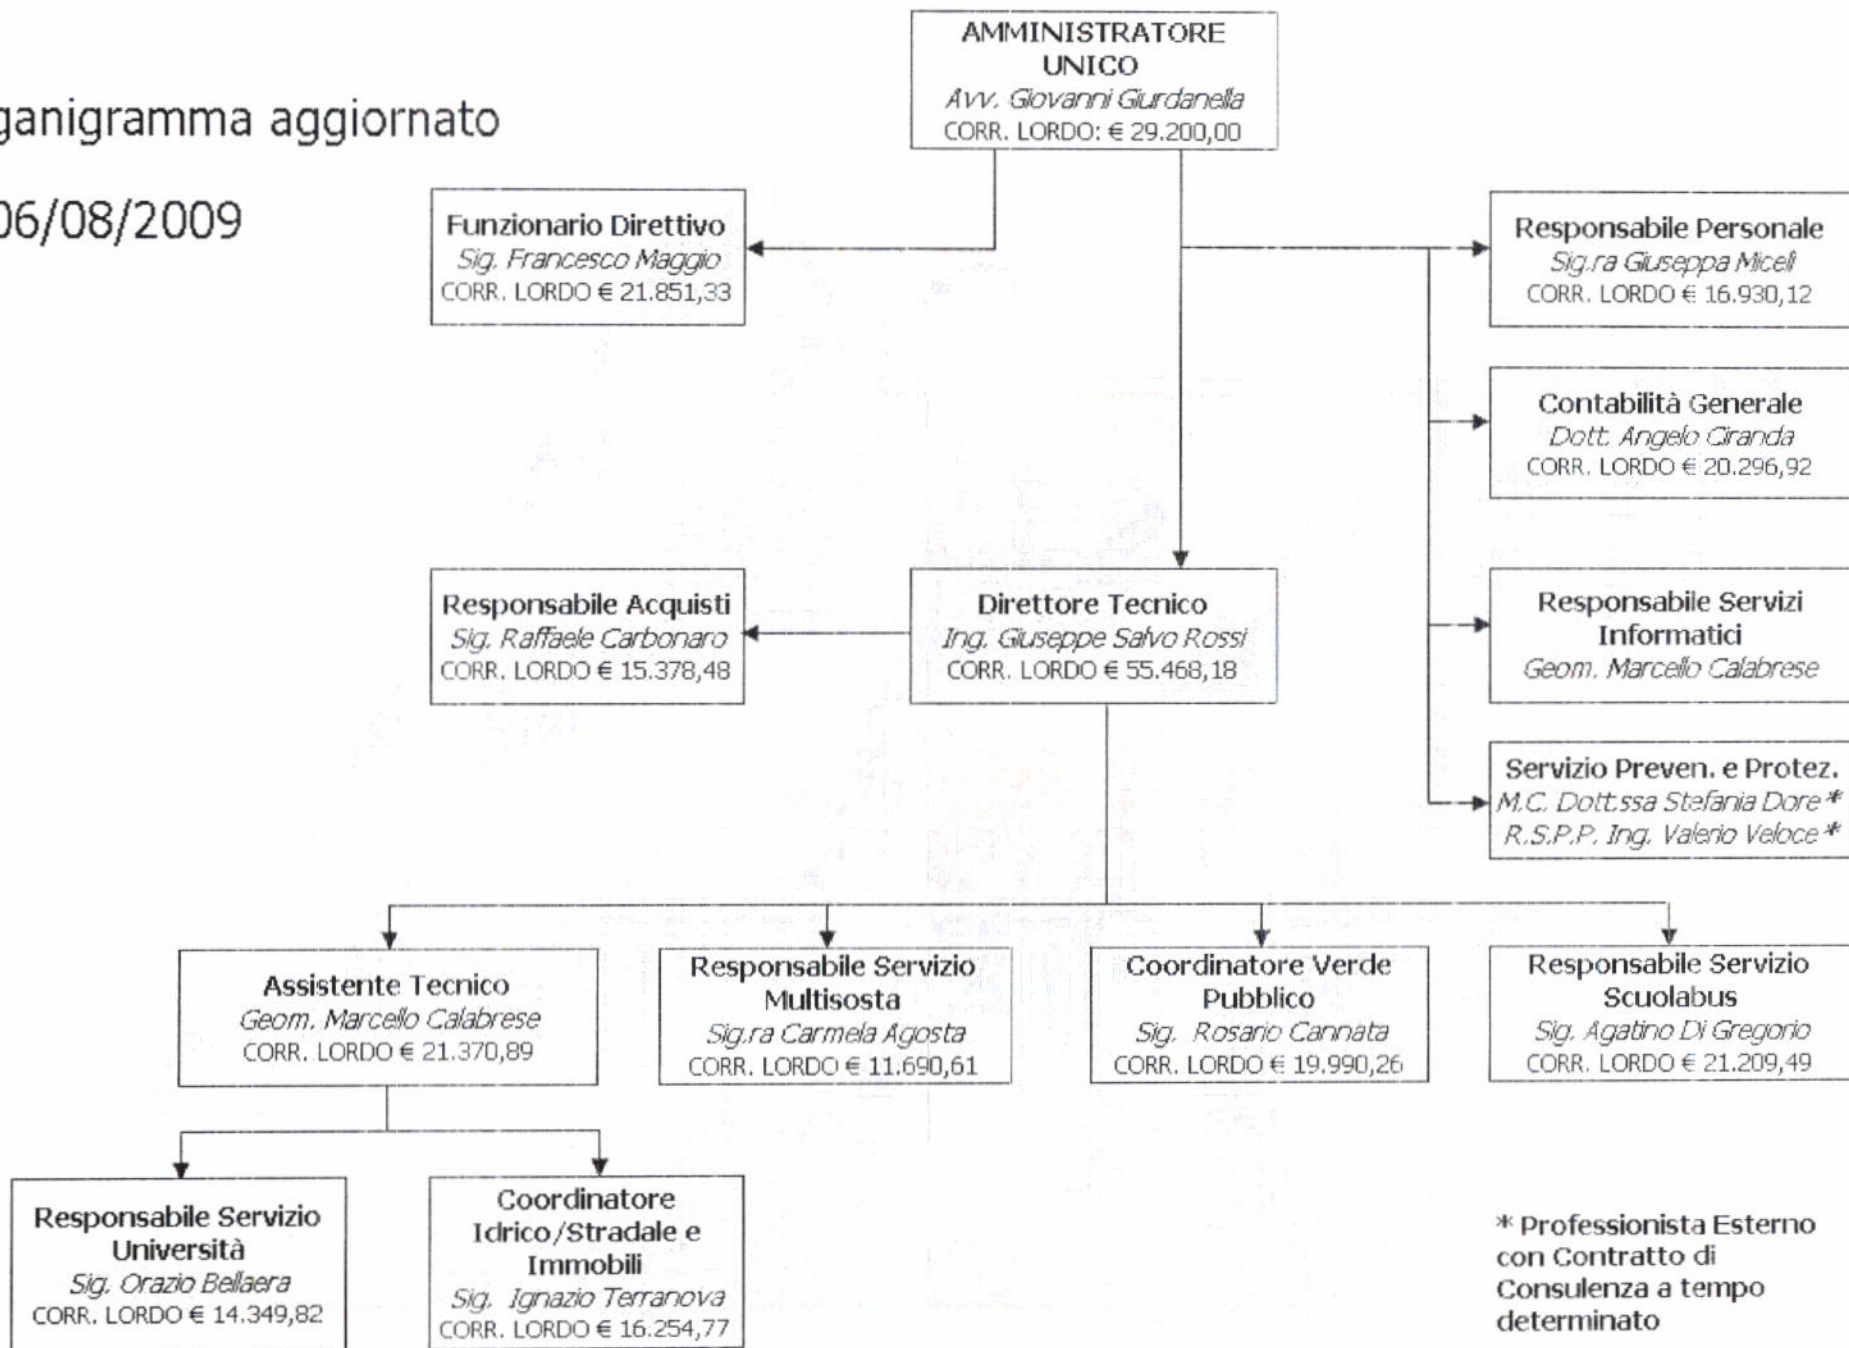 AMMINISTRATORE
UNICO
Avv. Giovanni Giurdanella
CORR. LORDO: € 29.200,00
ganigramma aggiornato
06/08/2009
Funzionario Direttivo
Sig. Francesco Maggio
CORR. LORDO € 21.851,33
Responsabile Personale
Sig.ra Giuseppa Miceli
CORR. LORDO € 16.930,12
Contabilità Generale
Dott. Angelo Ciranda
CORR. LORDO € 20.296,92
Responsabile Acquisti
Sig. Raffaele Carbonaro
CORR. LORDO € 15.378,48
Direttore Tecnico
Ing. Giuseppe Salvo Rossi
CORR. LORDO € 55.468,18
Responsabile Servizi
Informatici
Geom. Marcello Calabrese
Servizio Preven. e Protez.
M.C. Dott.ssa Stefania Dore *
R.S.P.P. Ing. Valerio Veloce *
Assistente Tecnico
Geom. Marcello Calabrese
CORR. LORDO € 21.370,89
Responsabile Servizio
Multisosta
Sig.ra Carmela Agosta
CORR. LORDO € 11.690,61
Coordinatore Verde
Pubblico
Sig. Rosario Cannata
CORR. LORDO € 19.990,26
Responsabile Servizio
Scuolabus
Sig. Agatino Di Gregorio
CORR. LORDO € 21.209,49
Responsabile Servizio
Università
Sig. Orazio Bellaera
CORR. LORDO € 14.349,82
Coordinatore
Idrico/Stradale e
Immobili
Sig. Ignazio Terranova
CORR. LORDO € 16.254,77
* Professionista Esterno
con Contratto di
Consulenza a tempo
determinato